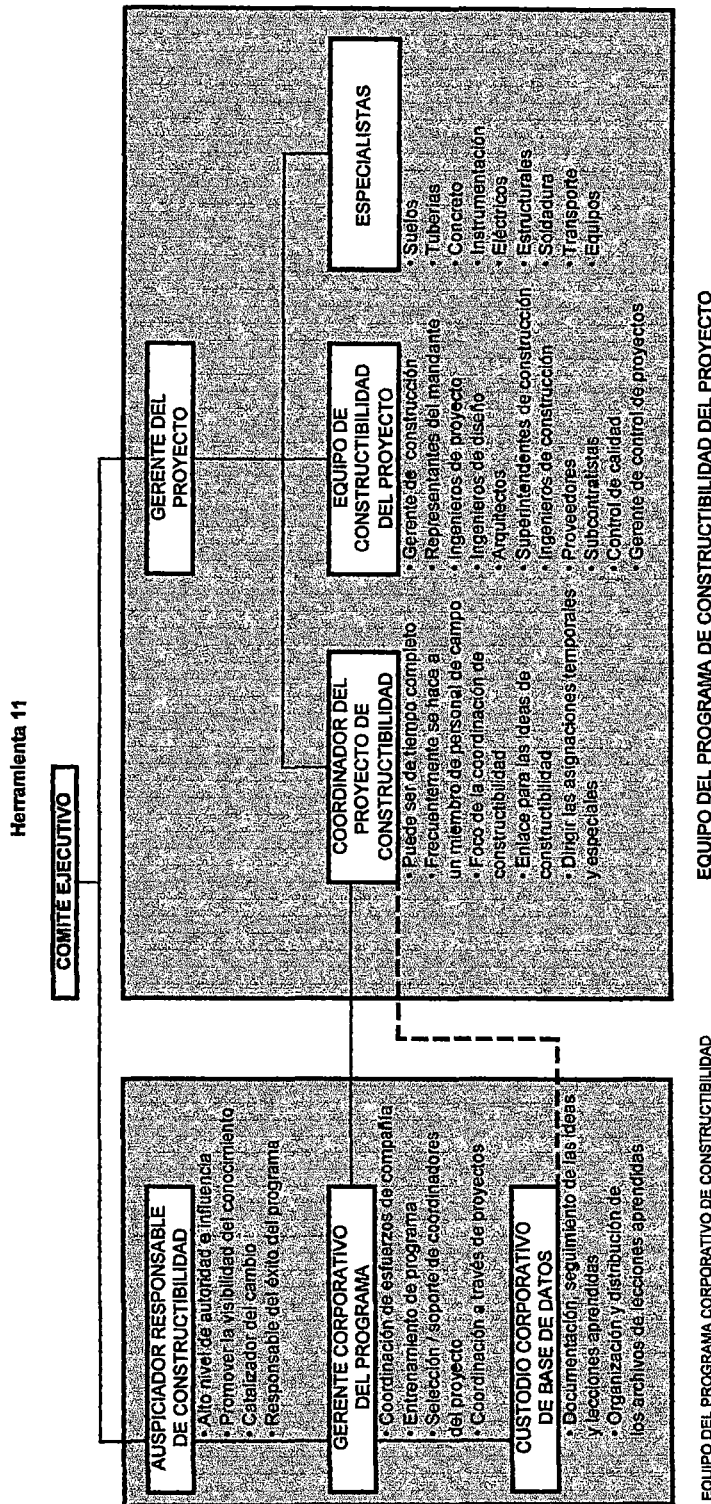 Herramienta 11
COMITÉ EJECUTIVO
AUSPICIADOR RESPONSABLE
DE CONSTRUCTIBILIDAD
• Alto nivel de autoridad e influencia
• Promover la visibilidad del conocimiento
• Catalizador del cambio
• Responsable del éxito del programa
GERENTE CORPORATIVO
DEL PROGRAMA
• Coordinación de esfuerzos de compañía
• Entrenamiento de programa
• Selección / soporte de coordinadores
del proyecto
• Coordinación a través de proyectos
CUSTODIO CORPORATIVO
DE BASE DE DATOS
• Documentación, seguimiento de las ideas
y lecciones aprendidas
• Organización y distribución de
los archivos de lecciones aprendidas
EQUIPO DEL PROGRAMA CORPORATIVO DE CONSTRUCTIBILIDAD
GERENTE DEL
PROYECTO
COORDINADOR DEL
PROYECTO DE
CONSTRUCTIBILIDAD
• Puede ser de tiempo completo
• Frecuentemente se hace a
un miembro de personal de campo
• Foco de la coordinación de
constructibilidad
• Enlace para las ideas de
constructibilidad
• Dirigir las asignaciones temporales
y especiales
EQUIPO DE
CONSTRUCTIBILIDAD
DEL PROYECTO
• Gerente de construcción
• Representantes del mandante
• Ingenieros de proyecto
• Ingenieros de diseño
• Arquitectos
• Superintendentes de construcción
• Ingenieros de construcción
• Proveedores
• Subcontratistas
• Control de calidad
• Gerente de control de proyectos
ESPECIALISTAS
• Suelos
• Tuberías
• Concreto
• Instrumentación
• Eléctricos
• Estructurales
• Soldadura
• Transporte
• Equipos
EQUIPO DEL PROGRAMA DE CONSTRUCTIBILIDAD DEL PROYECTO